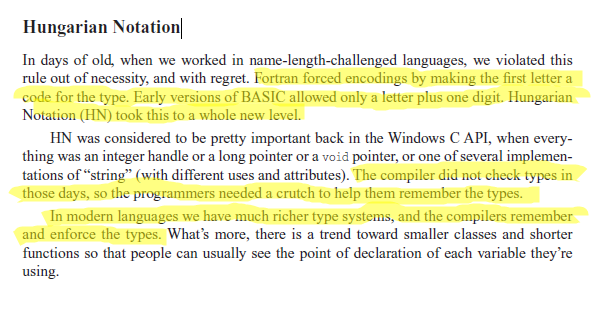 Hungarian Notation
In days of old, when we worked in name-length-challenged languages, we violated this
rule out of necessity, and with regret. Fortran forced encodings by making the first letter a
code for the type. Early versions of BASIC allowed only a letter plus one digit. Hungarian
Notation (HN) took this to a whole new level.
HN was considered to be pretty important back in the Windows C API, when every-
thing was an integer handle or a long pointer or a void pointer, or one of several implemen-
tations of “string” (with different uses and attributes). The compiler did not check types in
those days, so the programmers needed a crutch to help them remember the types.
In modern languages we have much richer type systems, and the compilers remember
and enforce the types. What’s more, there is a trend toward smaller classes and shorter
functions so that people can usually see the point of declaration of each variable they’re
using.